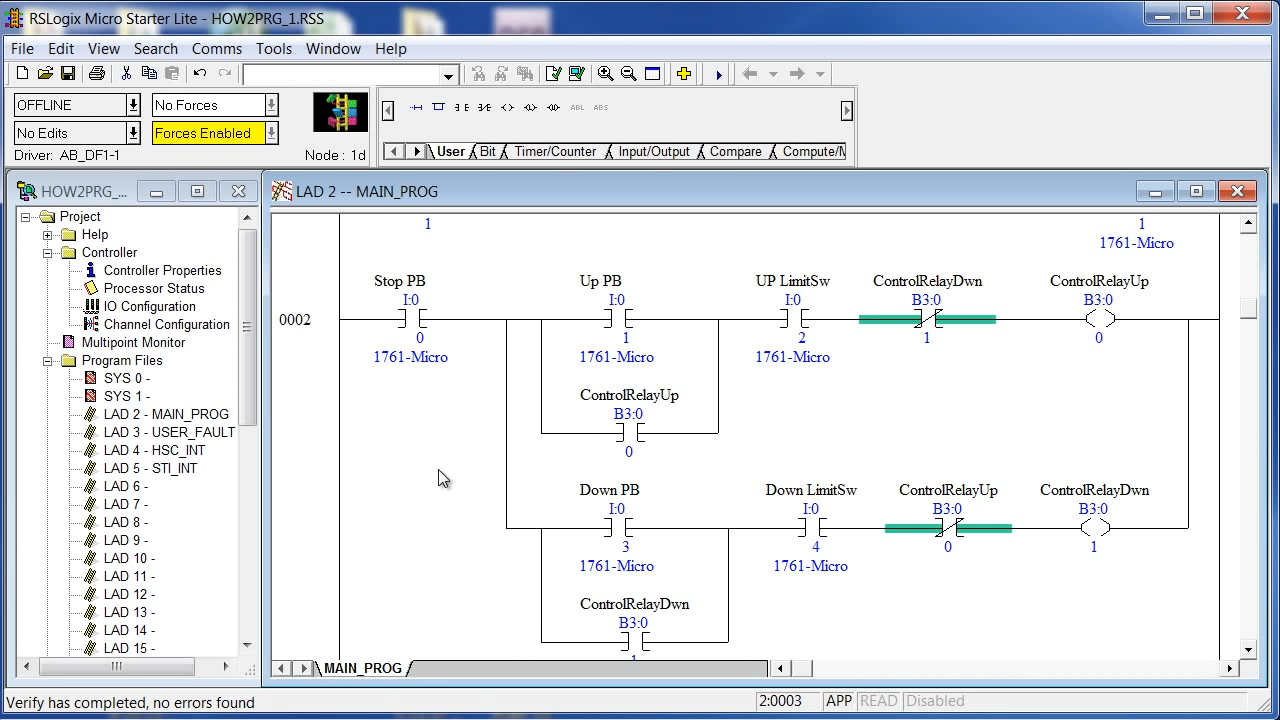 RSLogix Micro Starter Lite - HOW2PRG_1.RSS
File Edit View Search Comms Tools Window Help
OFFLINE No Forces
No Edits Forces Enabled
Driver: AB_DF1-1 Node : 1d
ABL ABS
User Bit Timer/Counter Input/Output Compare Compute/M
HOW2PRG_...
Project
Help
Controller
Controller Properties
Processor Status
IO Configuration
Channel Configuration
Multipoint Monitor
Program Files
SYS 0 -
SYS 1 -
LAD 2 - MAIN_PROG
LAD 3 - USER_FAULT
LAD 4 - HSC_INT
LAD 5 - STI_INT
LAD 6 -
LAD 7 -
LAD 8 -
LAD 9 -
LAD 10 -
LAD 11 -
LAD 12 -
LAD 13 -
LAD 14 -
LAD 15 -
LAD 2 -- MAIN_PROG
1 1
1761-Micro
Stop PB Up PB UP LimitSw ControlRelayDwn ControlRelayUp
I:0 I:0 I:0 B3:0 B3:0
0002
0 1 2 1 0
1761-Micro 1761-Micro 1761-Micro
ControlRelayUp
B3:0
0
Down PB Down LimitSw ControlRelayUp ControlRelayDwn
I:0 I:0 B3:0 B3:0
3 4 0 1
1761-Micro 1761-Micro
ControlRelayDwn
B3:0
1
MAIN_PROG
Verify has completed, no errors found 2:0003 APP READ Disabled